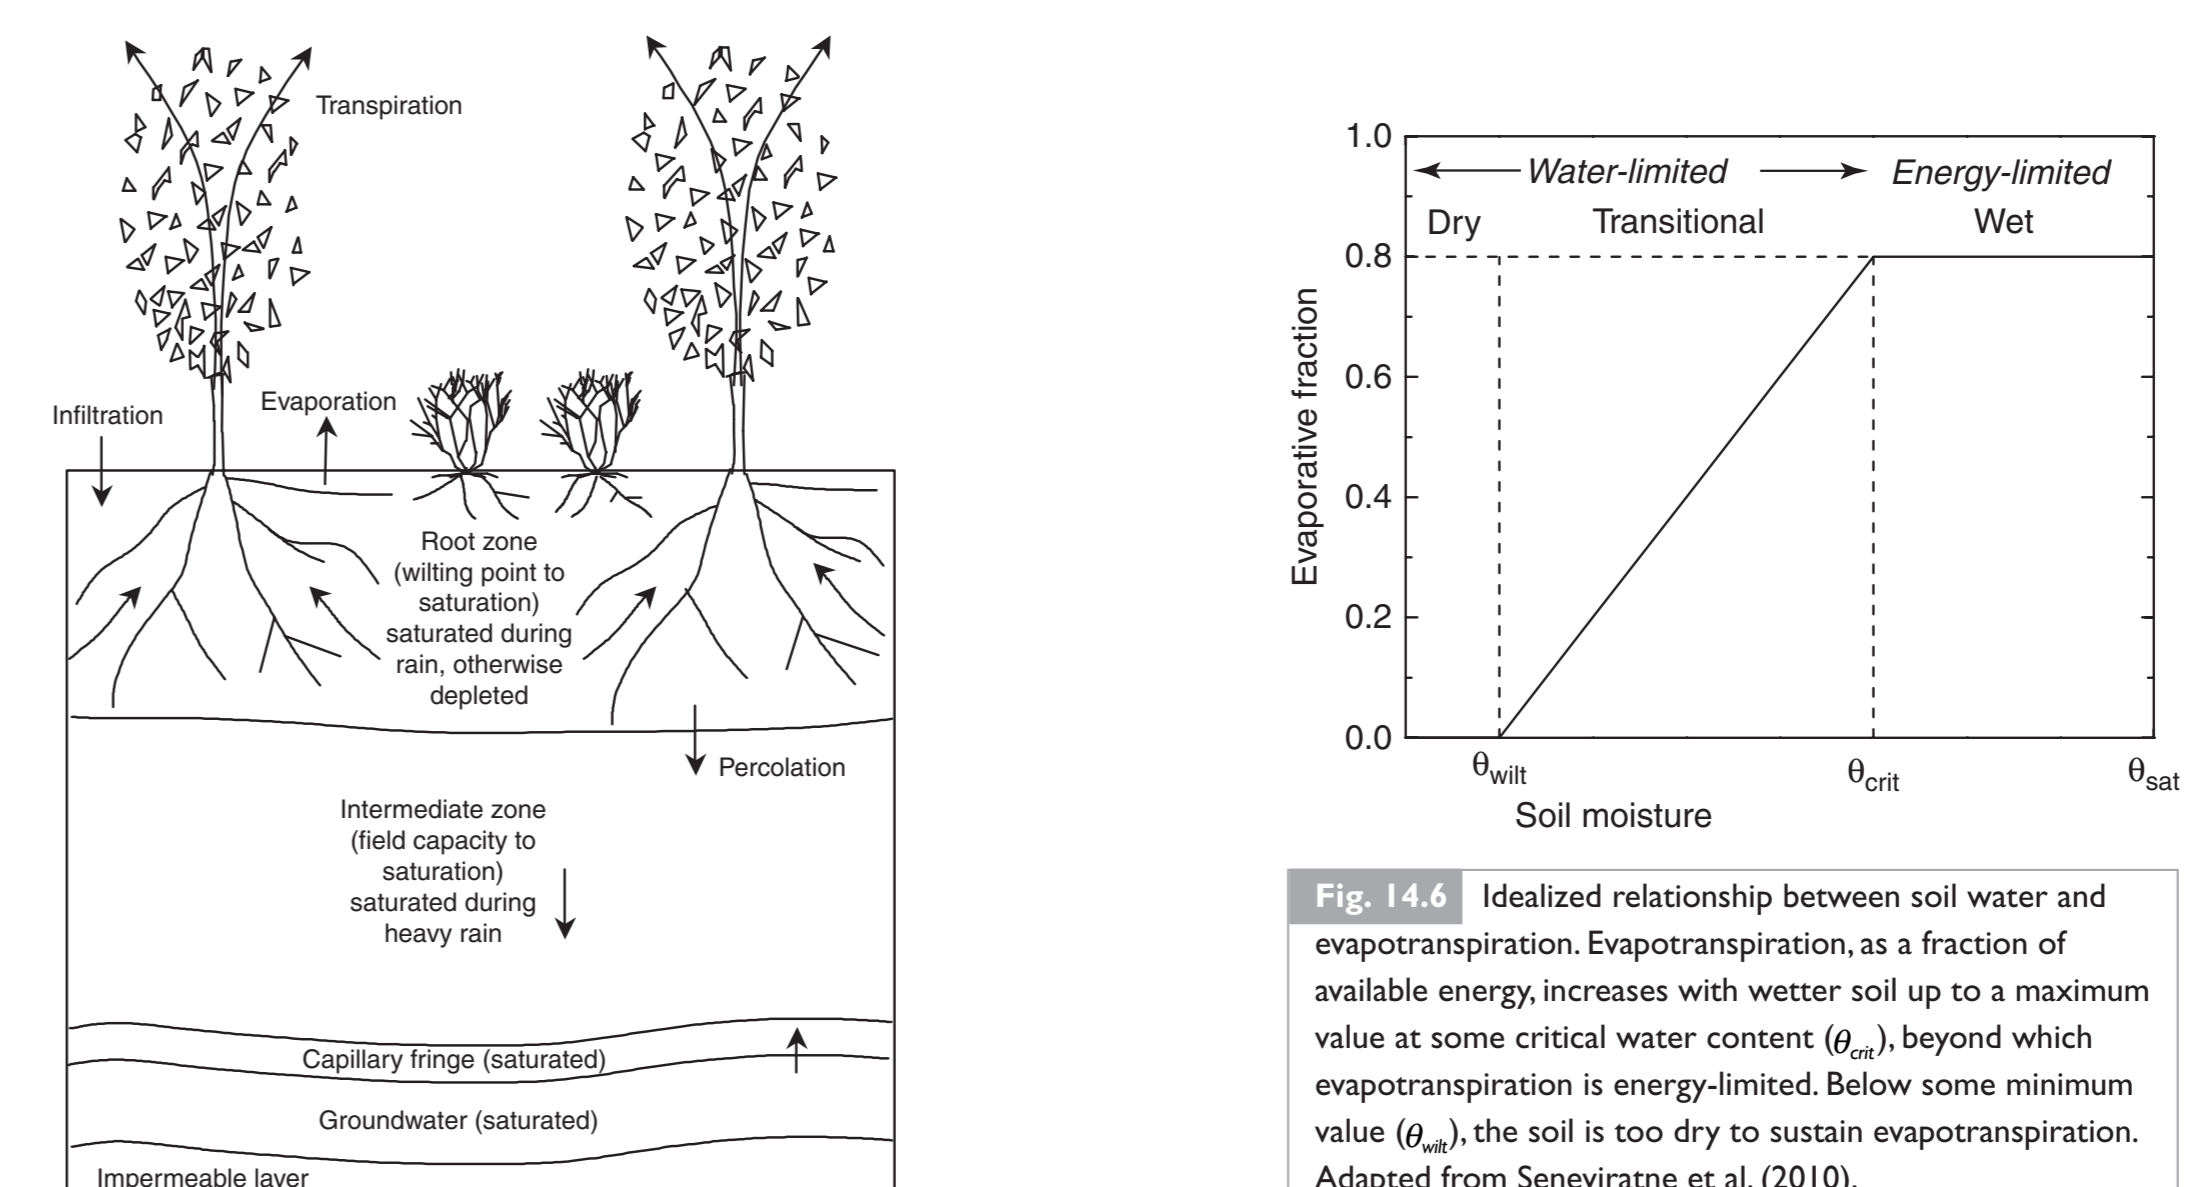 Transpiration
Infiltration
Evaporation
Root zone
(wilting point to
saturation)
saturated during
rain, otherwise
depleted
Percolation
Intermediate zone
(field capacity to
saturation)
saturated during
heavy rain
Capillary fringe (saturated)
Groundwater (saturated)
Impermeable layer
1.0
Water-limited
Energy-limited
Dry
Transitional
Wet
0.8
0.6
0.4
0.2
0.0
Evaporative fraction
θwilt
θcrit
θsat
Soil moisture
Fig. 14.6 Idealized relationship between soil water and
evapotranspiration. Evapotranspiration, as a fraction of
available energy, increases with wetter soil up to a maximum
value at some critical water content (θcrit), beyond which
evapotranspiration is energy-limited. Below some minimum
value (θwilt), the soil is too dry to sustain evapotranspiration.
Adapted from Seneviratne et al. (2010).